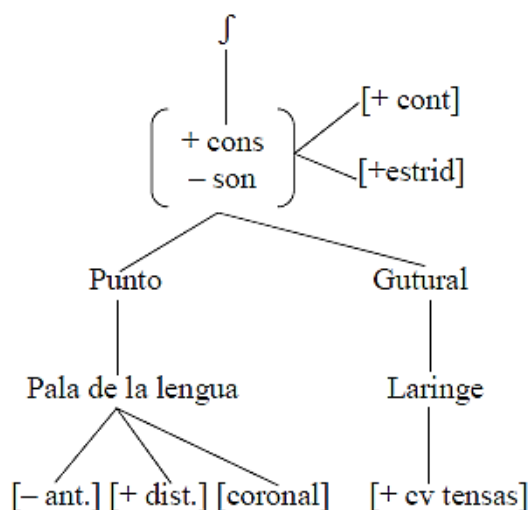 ʃ
[+ cont]
+ cons
– son
[+estrid]
Punto Gutural
Pala de la lengua Laringe
[– ant.] [+ dist.] [coronal] [+ cv tensas]